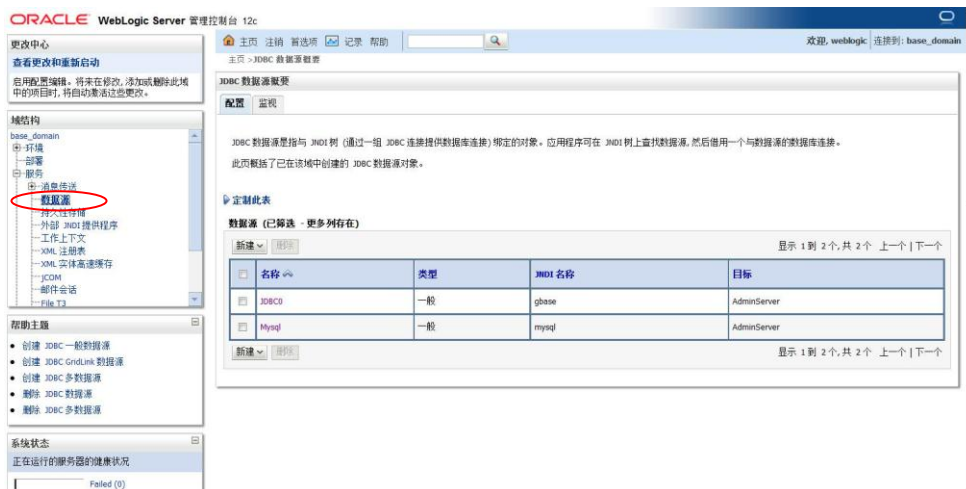 ORACLE WebLogic Server 管理控制台 12c
更改中心
查看更改和重新启动
启用配置编辑。将来在修改, 添加或删除此域中的项目时, 将自动激活这些更改。
域结构
base_domain
环境
部署
服务
消息传送
数据源
持久性存储
外部 JNDI 提供程序
工作上下文
XML 注册表
XML 实体高速缓存
jCOM
邮件会话
File T3
帮助主题
创建 JDBC 一般数据源
创建 JDBC GridLink 数据源
创建 JDBC 多数据源
删除 JDBC 数据源
删除 JDBC 多数据源
系统状态
正在运行的服务器的健康状况
Failed (0)
主页 注销 首选项 记录 帮助
欢迎, weblogic 连接到: base_domain
主页 >JDBC 数据源概要
JDBC 数据源概要
配置 监视
JDBC 数据源是指与 JNDI 树 (通过一组 JDBC 连接提供数据库连接) 绑定的对象。应用程序可在 JNDI 树上查找数据源, 然后借用一个与数据源的数据库连接。
此页概括了已在该域中创建的 JDBC 数据源对象。
定制此表
数据源 (已筛选 - 更多列存在)
新建 删除 显示 1 到 2 个, 共 2 个 上一个 | 下一个
名称 类型 JNDI 名称 目标
JDBC0 一般 gbase AdminServer
Mysql 一般 mysql AdminServer
新建 删除 显示 1 到 2 个, 共 2 个 上一个 | 下一个